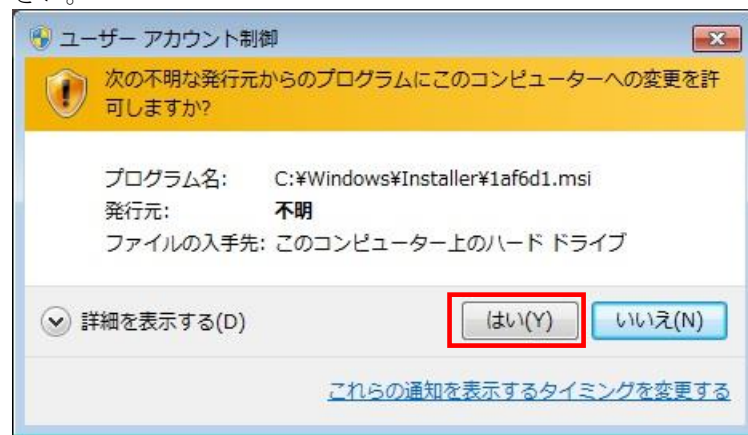 さい。
ユーザー アカウント制御
次の不明な発行元からのプログラムにこのコンピューターへの変更を許
可しますか?
プログラム名: C:¥Windows¥Installer¥1af6d1.msi
発行元: 不明
ファイルの入手先: このコンピューター上のハード ドライブ
詳細を表示する(D) はい(Y) いいえ(N)
これらの通知を表示するタイミングを変更する